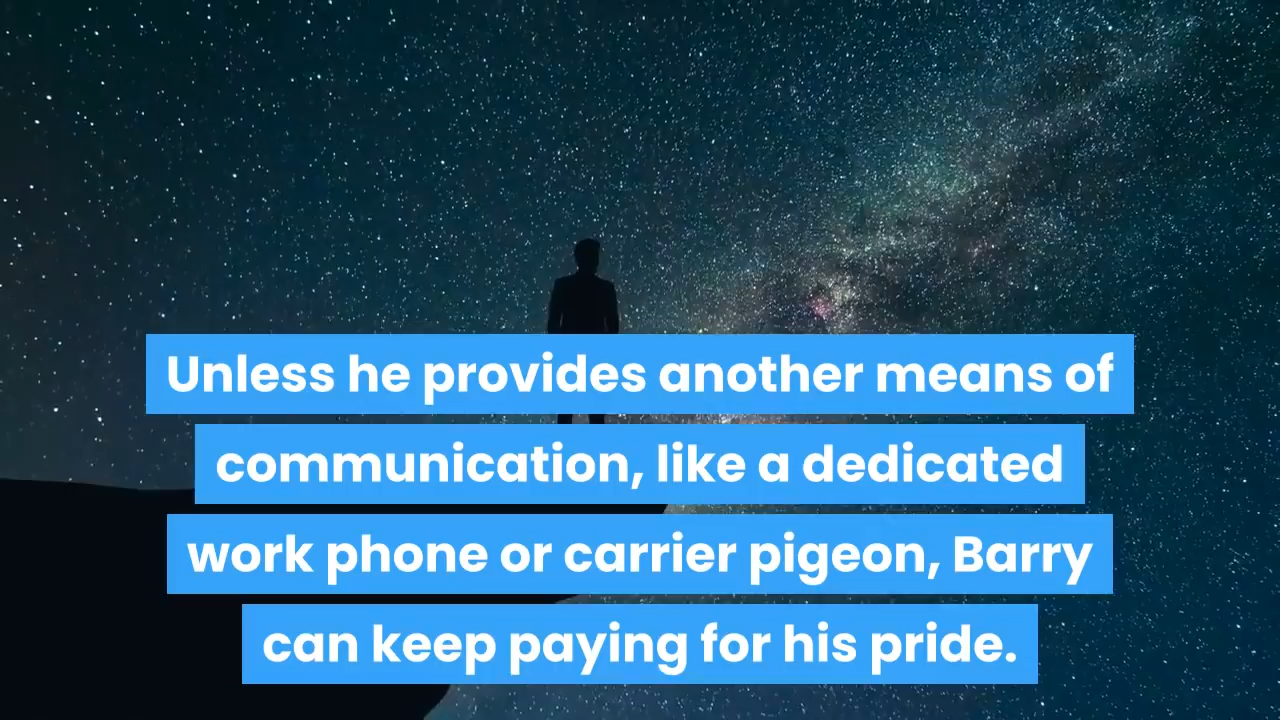 Unless he provides another means of
communication, like a dedicated
work phone or carrier pigeon, Barry
can keep paying for his pride.